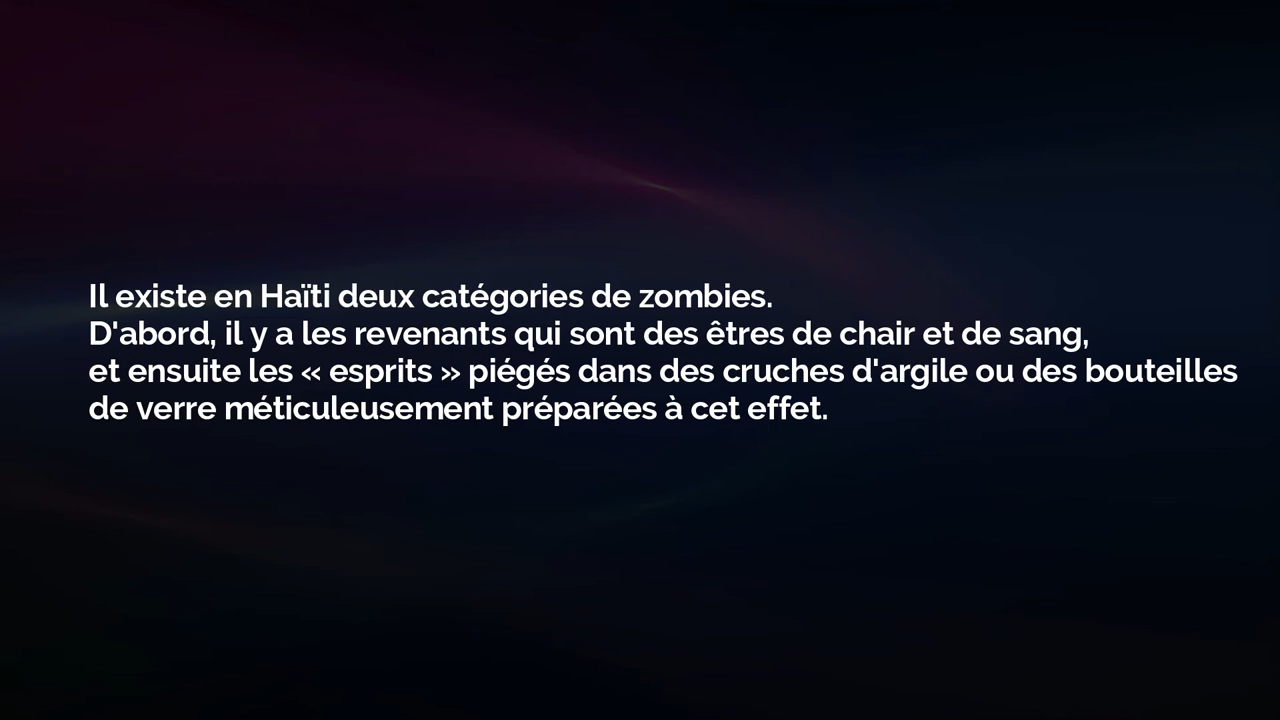 Il existe en Haïti deux catégories de zombies.
D'abord, il y a les revenants qui sont des êtres de chair et de sang,
et ensuite les « esprits » piégés dans des cruches d'argile ou des bouteilles
de verre méticuleusement préparées à cet effet.